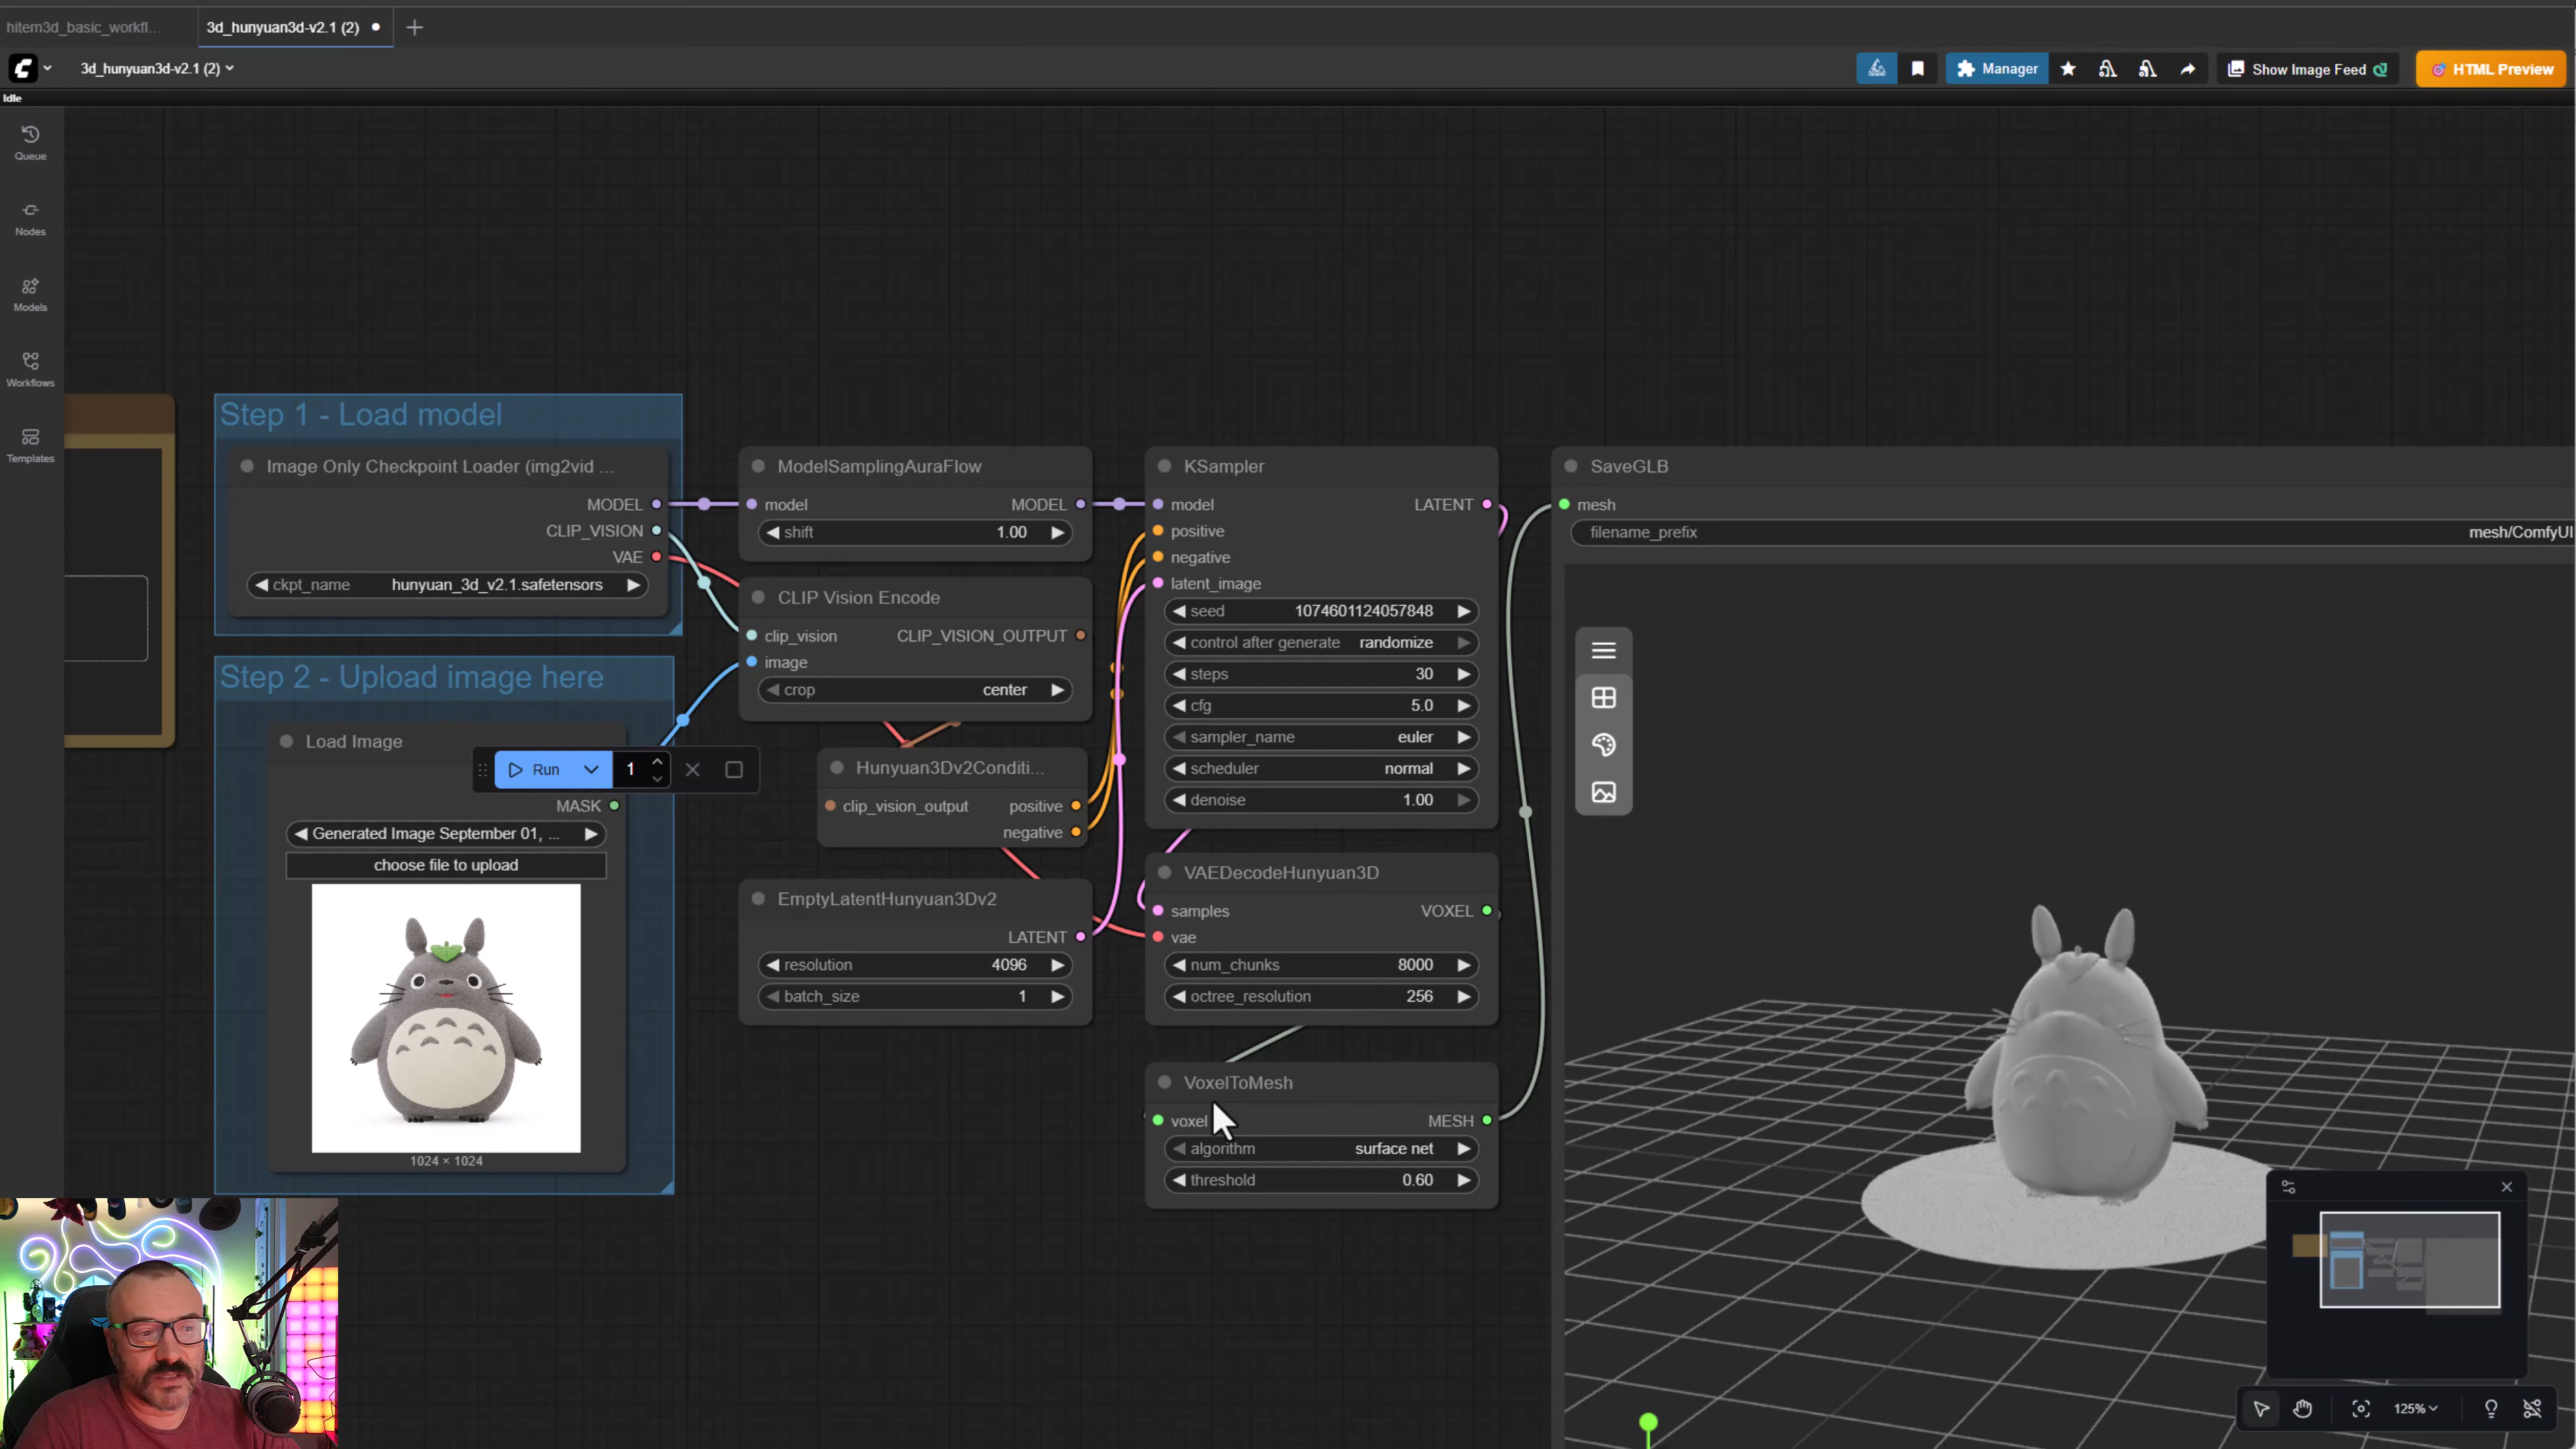 hitem3d_basic_workfl...
3d_hunyuan3d-v2.1 (2)
3d_hunyuan3d-v2.1 (2)
Manager
Show Image Feed
HTML Preview
Idle
Queue
Nodes
Models
Workflows
Templates
Step 1 - Load model
Image Only Checkpoint Loader (img2vid ...
MODEL
CLIP_VISION
VAE
ckpt_name hunyuan_3d_v2.1.safetensors
Step 2 - Upload image here
Load Image
Run
1
MASK
Generated Image September 01, ...
choose file to upload
1024 × 1024
ModelSamplingAuraFlow
model MODEL
shift 1.00
CLIP Vision Encode
clip_vision CLIP_VISION_OUTPUT
image
crop center
Hunyuan3Dv2Conditi...
clip_vision_output positive
negative
EmptyLatentHunyuan3Dv2
LATENT
resolution 4096
batch_size 1
KSampler
model LATENT
positive
negative
latent_image
seed 1074601124057848
control after generate randomize
steps 30
cfg 5.0
sampler_name euler
scheduler normal
denoise 1.00
VAEDecodeHunyuan3D
samples VOXEL
vae
num_chunks 8000
octree_resolution 256
VoxelToMesh
voxel MESH
algorithm surface net
threshold 0.60
SaveGLB
mesh
filename_prefix mesh/ComfyUI
125%